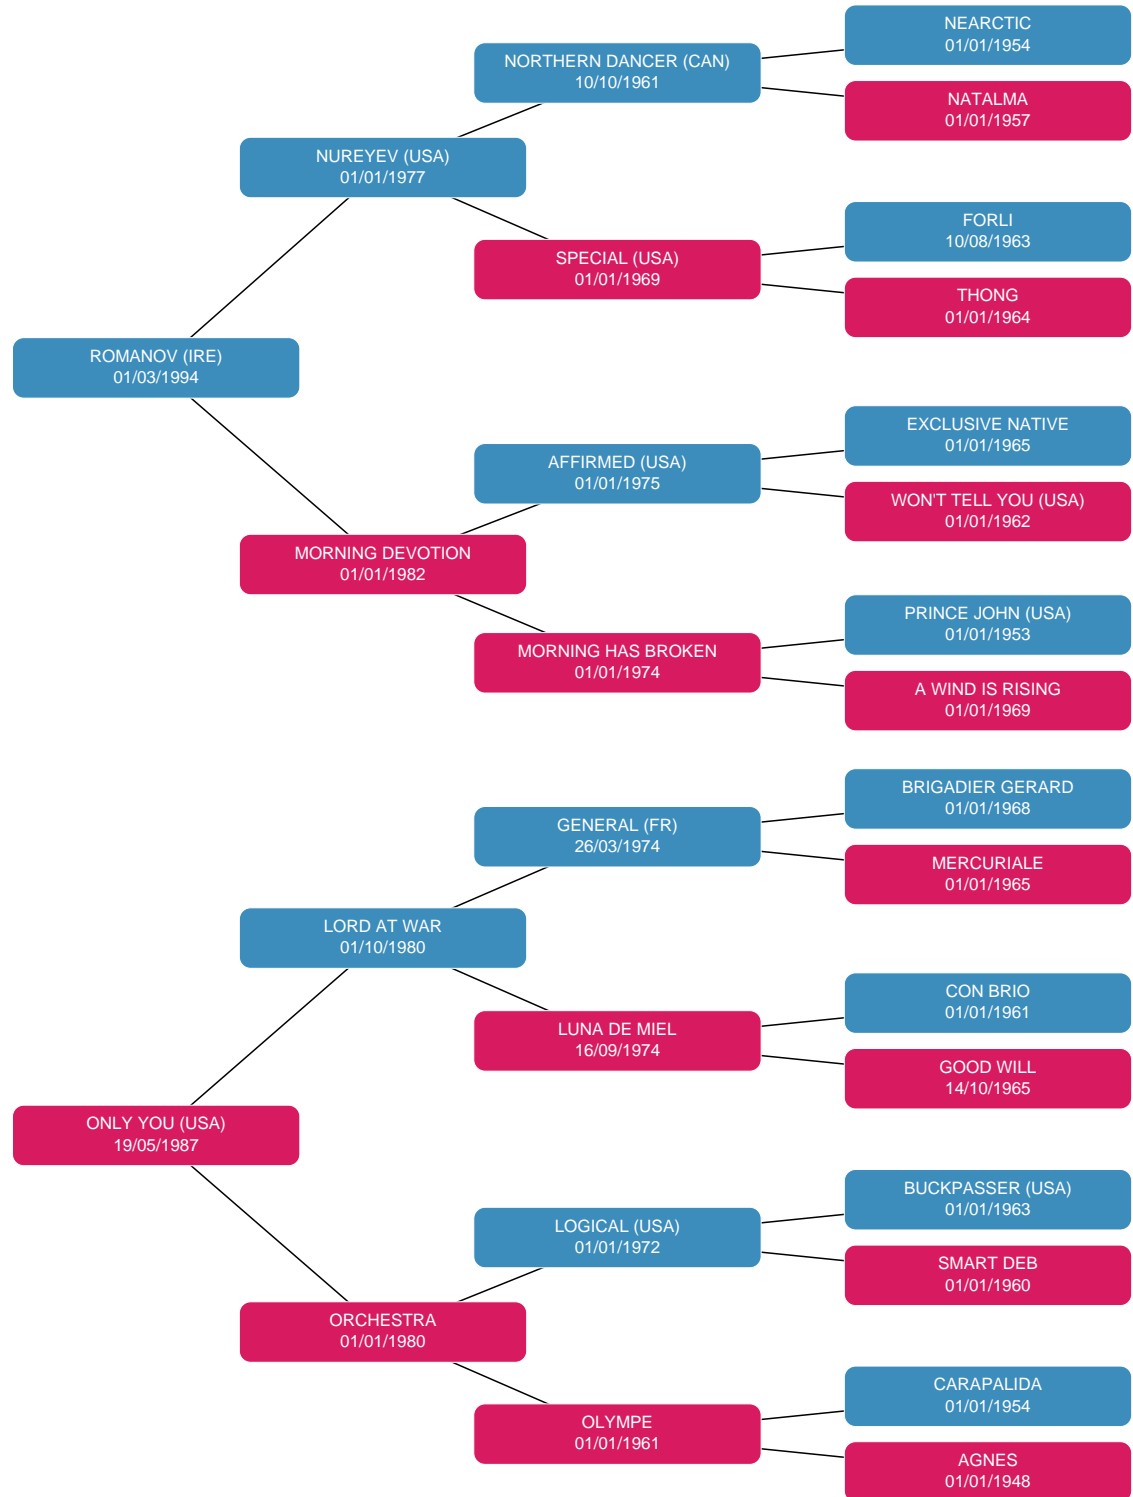 NEARCTIC
01/01/1954
NORTHERN DANCER (CAN)
10/10/1961
NATALMA
01/01/1957
NUREYEV (USA)
01/01/1977
FORLI
10/08/1963
SPECIAL (USA)
01/01/1969
THONG
01/01/1964
ROMANOV (IRE)
01/03/1994
EXCLUSIVE NATIVE
01/01/1965
AFFIRMED (USA)
01/01/1975
WON'T TELL YOU (USA)
01/01/1962
MORNING DEVOTION
01/01/1982
PRINCE JOHN (USA)
01/01/1953
MORNING HAS BROKEN
01/01/1974
A WIND IS RISING
01/01/1969
BRIGADIER GERARD
01/01/1968
GENERAL (FR)
26/03/1974
MERCURIALE
01/01/1965
LORD AT WAR
01/10/1980
CON BRIO
01/01/1961
LUNA DE MIEL
16/09/1974
GOOD WILL
14/10/1965
ONLY YOU (USA)
19/05/1987
BUCKPASSER (USA)
01/01/1963
LOGICAL (USA)
01/01/1972
SMART DEB
01/01/1960
ORCHESTRA
01/01/1980
CARAPALIDA
01/01/1954
OLYMPE
01/01/1961
AGNES
01/01/1948